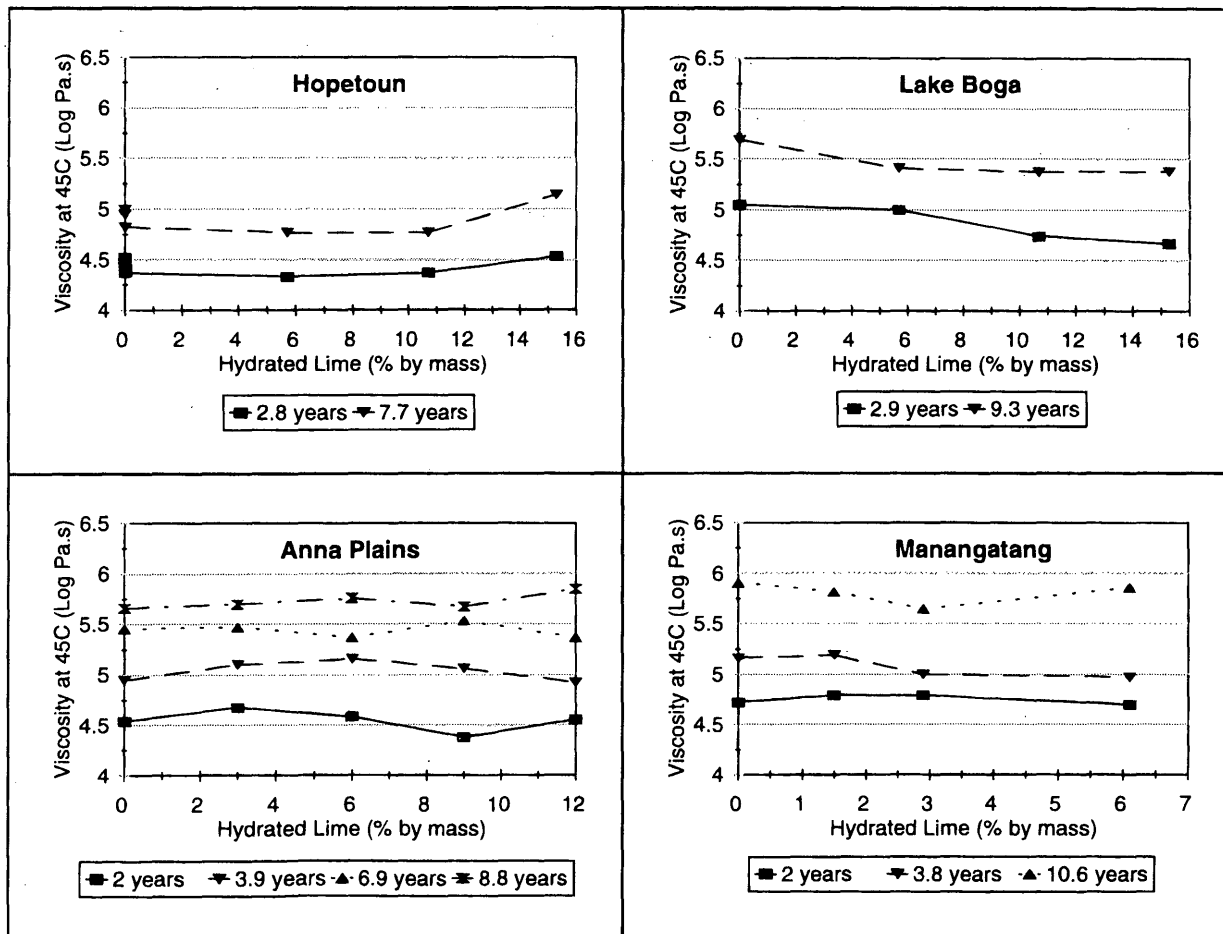 Hopetoun
Viscosity at 45C (Log Pa.s)
6.5
6
5.5
5
4.5
4
0 2 4 6 8 10 12 14 16
Hydrated Lime (% by mass)
2.8 years 7.7 years
Lake Boga
Viscosity at 45C (Log Pa.s)
6.5
6
5.5
5
4.5
4
0 2 4 6 8 10 12 14 16
Hydrated Lime (% by mass)
2.9 years 9.3 years
Anna Plains
Viscosity at 45C (Log Pa.s)
6.5
6
5.5
5
4.5
4
0 2 4 6 8 10 12
Hydrated Lime (% by mass)
2 years 3.9 years 6.9 years 8.8 years
Manangatang
Viscosity at 45C (Log Pa.s)
6.5
6
5.5
5
4.5
4
0 1 2 3 4 5 6 7
Hydrated Lime (% by mass)
2 years 3.8 years 10.6 years